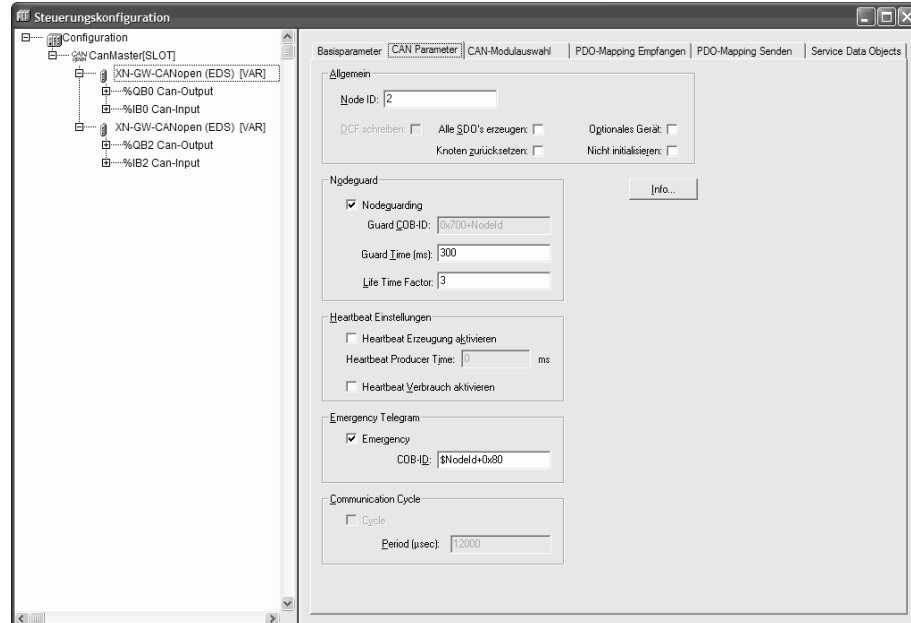 Steuerungskonfiguration
Configuration
CAN CanMaster[SLOT]
XN-GW-CANopen (EDS) [VAR]
%QB0 Can-Output
%IB0 Can-Input
XN-GW-CANopen (EDS) [VAR]
%QB2 Can-Output
%IB2 Can-Input
Basisparameter CAN Parameter CAN-Modulauswahl PDO-Mapping Empfangen PDO-Mapping Senden Service Data Objects
Allgemein
Node ID: 2
DCF schreiben: Alle SDO's erzeugen: Optionales Gerät:
Knoten zurücksetzen: Nicht initialisieren:
Nodeguard
Info...
Nodeguarding
Guard COB-ID: 0x700+NodeId
Guard Time (ms): 300
Life Time Factor: 3
Heartbeat Einstellungen
Heartbeat Erzeugung aktivieren
Heartbeat Producer Time: 0 ms
Heartbeat Verbrauch aktivieren
Emergency Telegram
Emergency
COB-ID: $NodeId+0x80
Communication Cycle
Cycle
Period (µsec): 12000